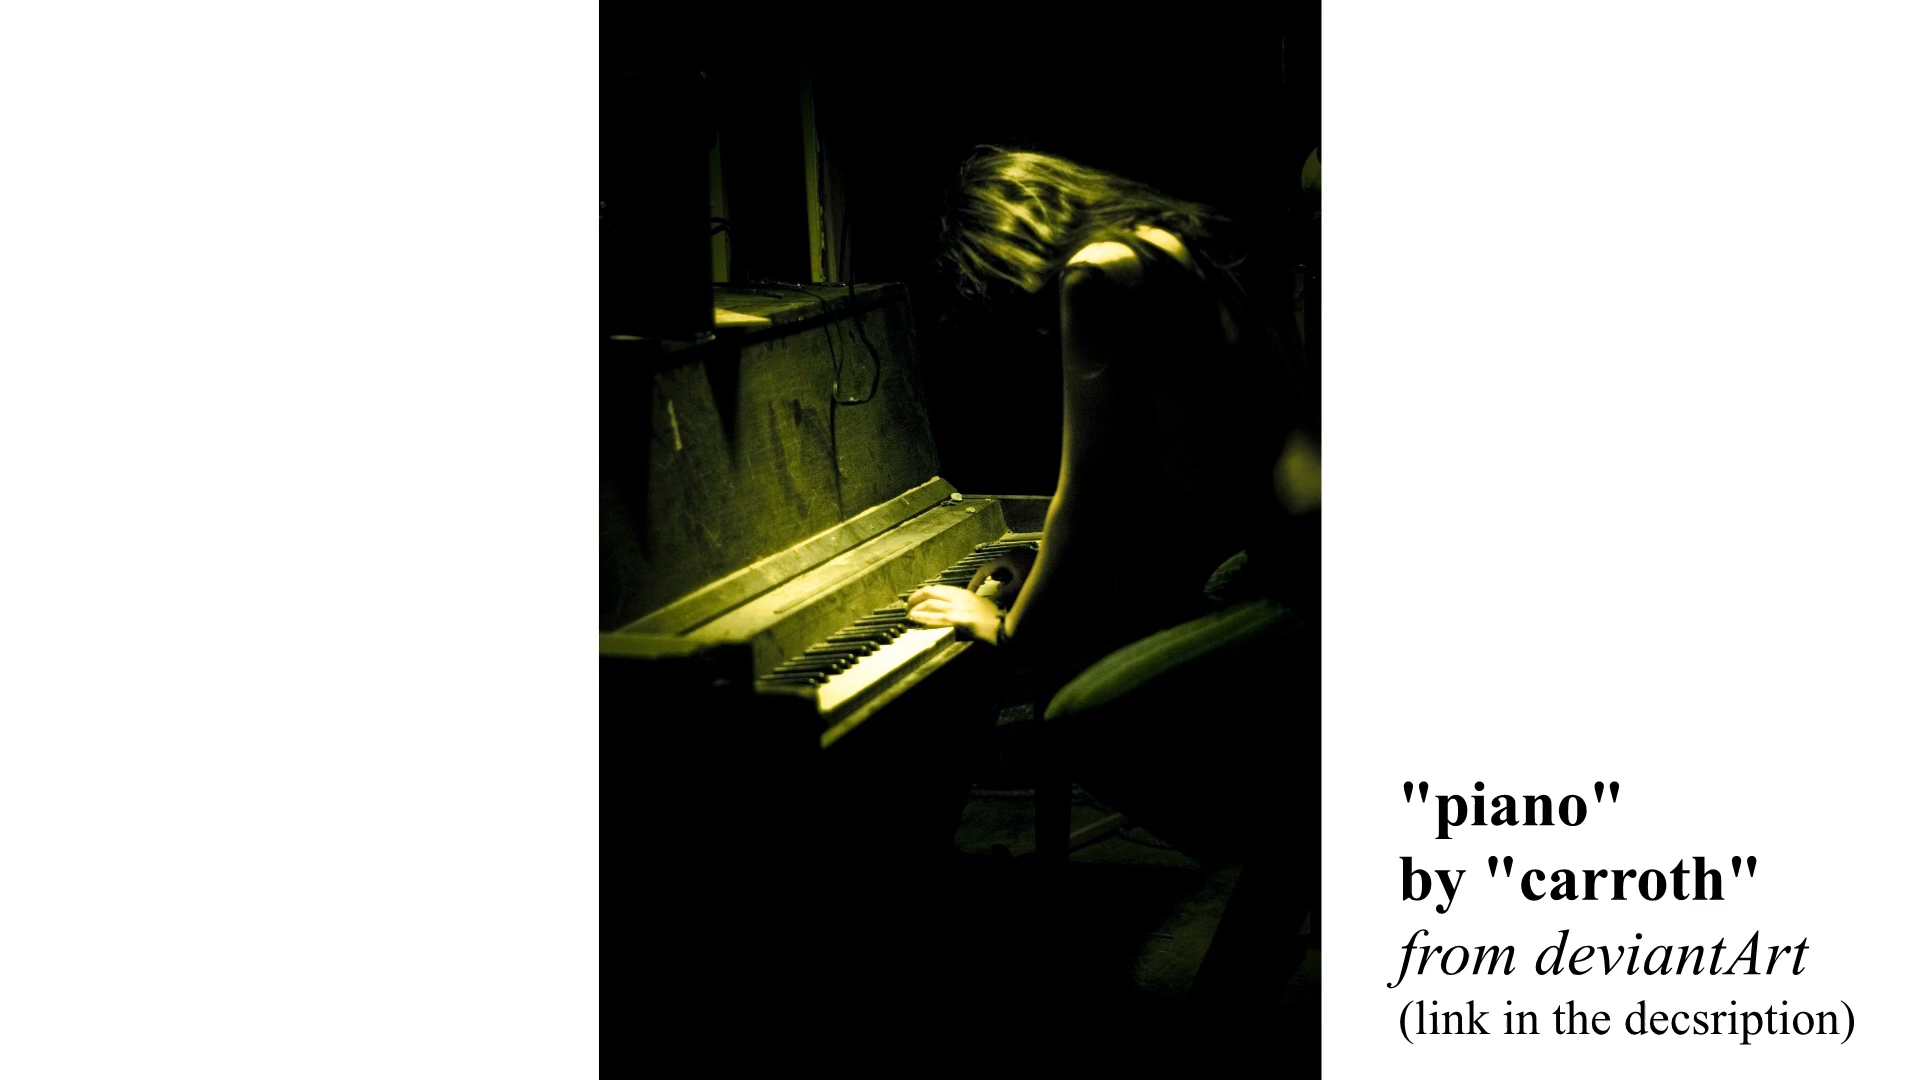 "piano"
by "carroth"
from deviantArt
(link in the decsription)